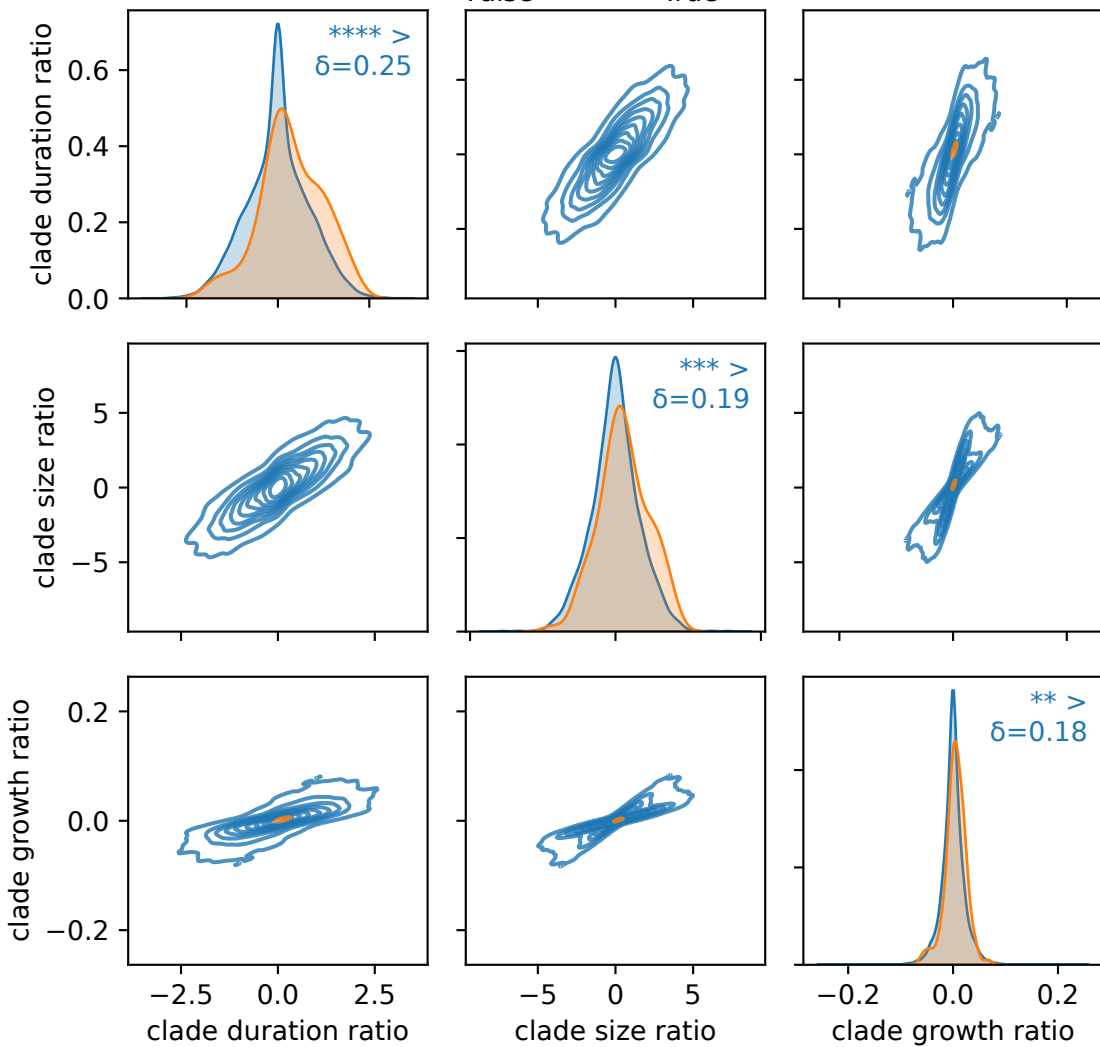 False True
clade duration ratio
0.6
0.4
0.2
0.0
**** >
δ=0.25
clade size ratio
5
0
−5
*** >
δ=0.19
clade growth ratio
0.2
0.0
−0.2
** >
δ=0.18
−2.5 0.0 2.5
−5 0 5
−0.2 0.0 0.2
clade duration ratio
clade size ratio
clade growth ratio